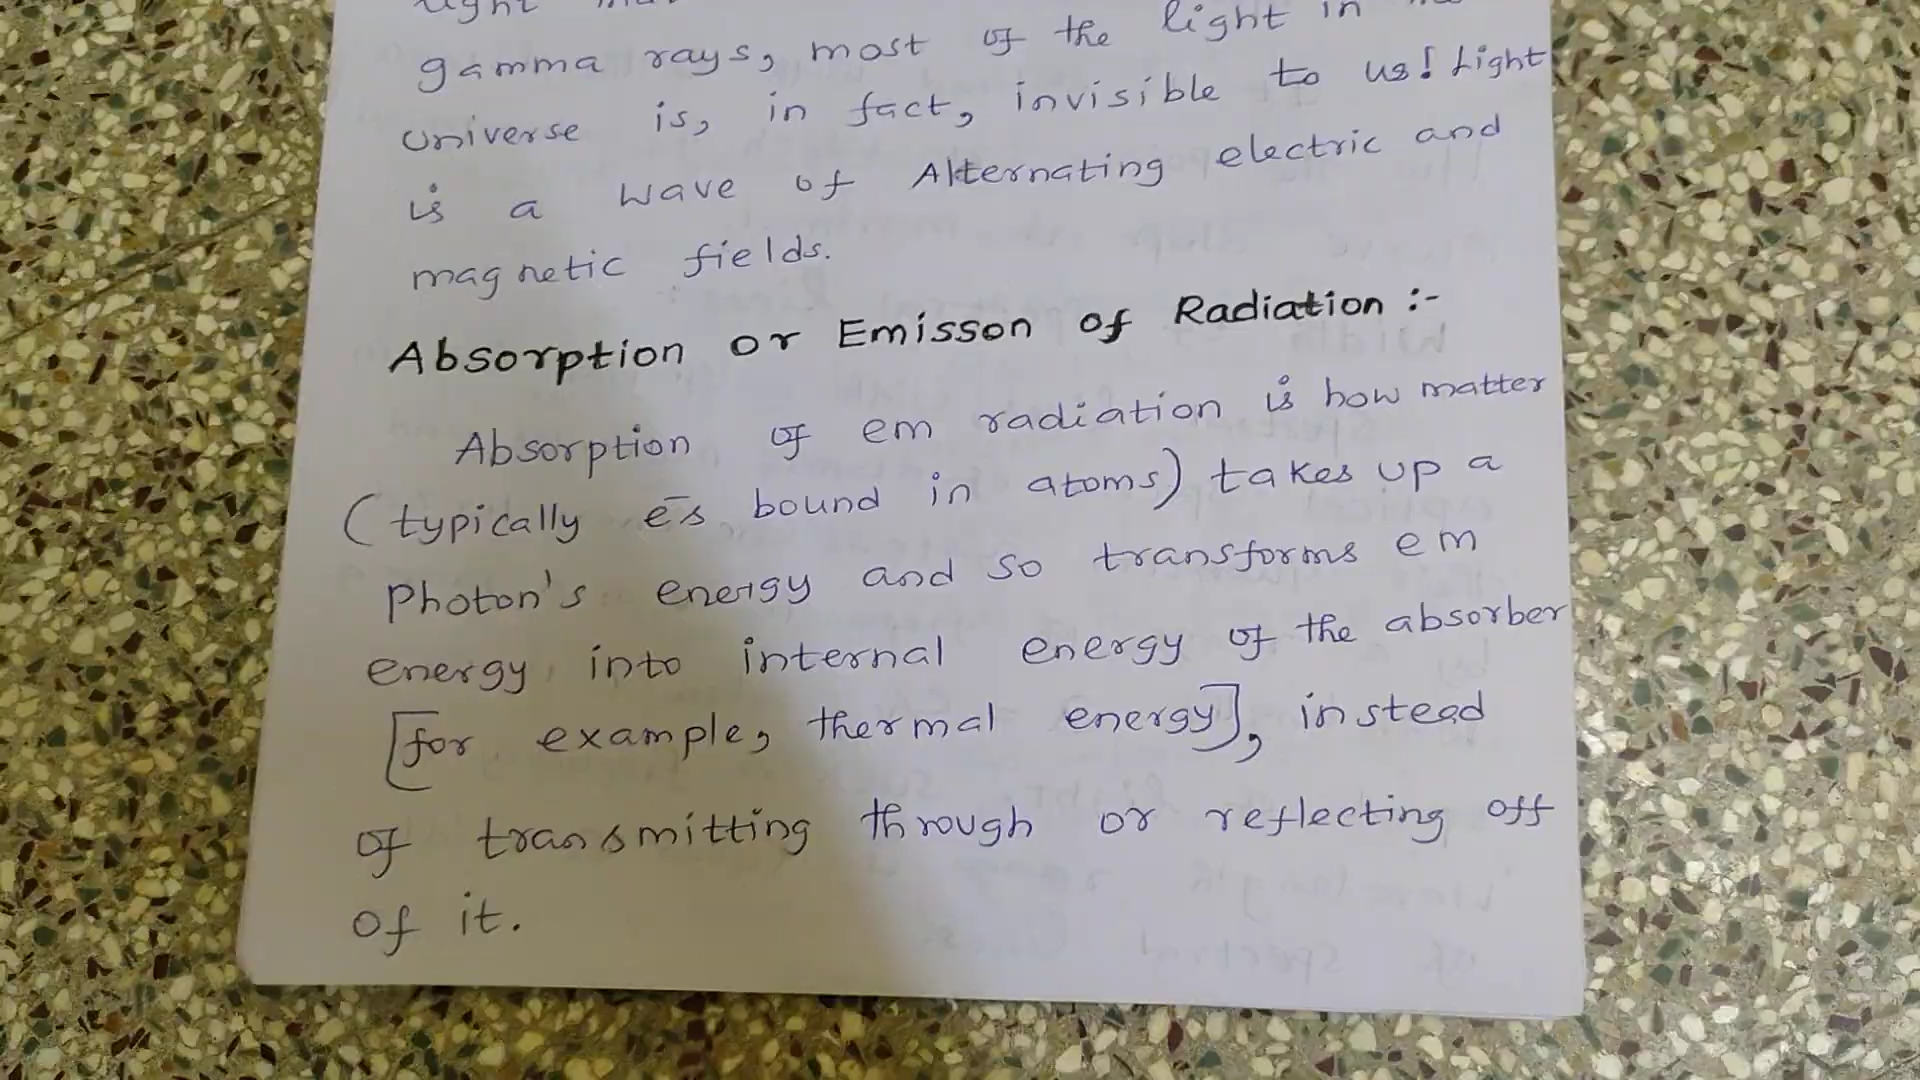 light
gamma rays, most of the light in
universe is, in fact, invisible to us! Light
is a wave of Alternating electric and
magnetic fields.
Absorption or Emisson of Radiation :-
Absorption of em radiation is how matter
(typically ēs bound in atoms) takes up a
photon's energy and so transforms em
energy into internal energy of the absorber
[for example, thermal energy], instead
of transmitting through or reflecting off
of it.